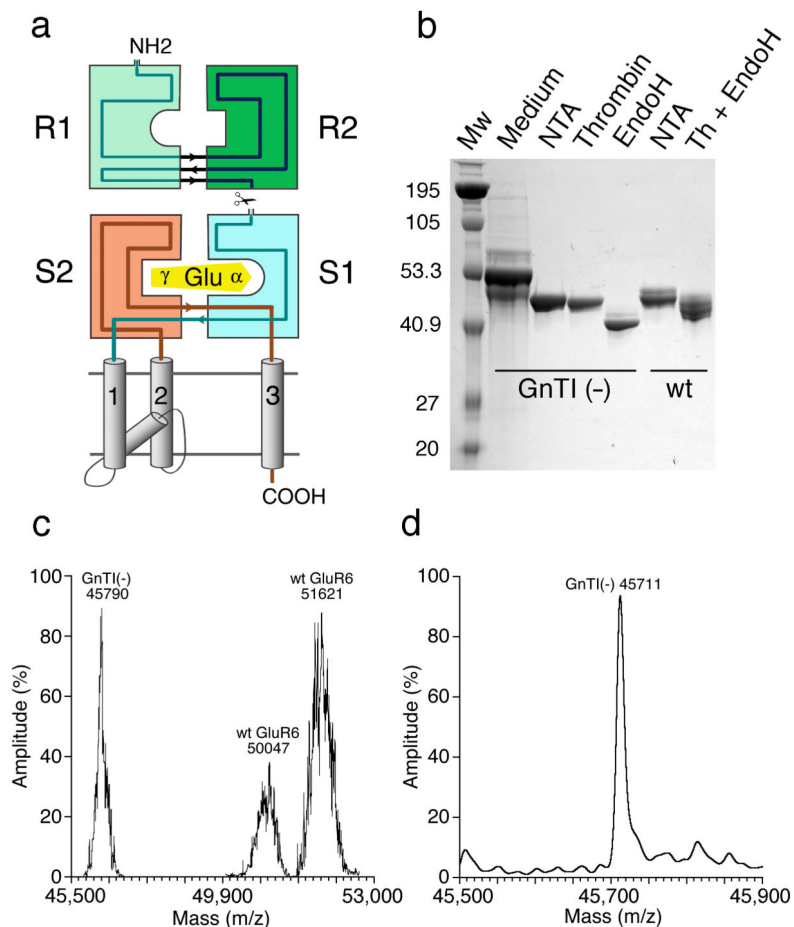 a
NH2
R1
R2
S2
γ Glu α
S1
1
2
3
COOH
b
Mw
Medium
NTA
Thrombin
EndoH
NTA
Th + EndoH
195
105
53.3
40.9
27
20
GnTI (-)
wt
c
100
80
60
40
20
0
Amplitude (%)
GnTI(-)
45790
wt GluR6
50047
wt GluR6
51621
45,500
49,900
53,000
Mass (m/z)
d
100
80
60
40
20
0
Amplitude (%)
GnTI(-) 45711
45,500
45,700
45,900
Mass (m/z)